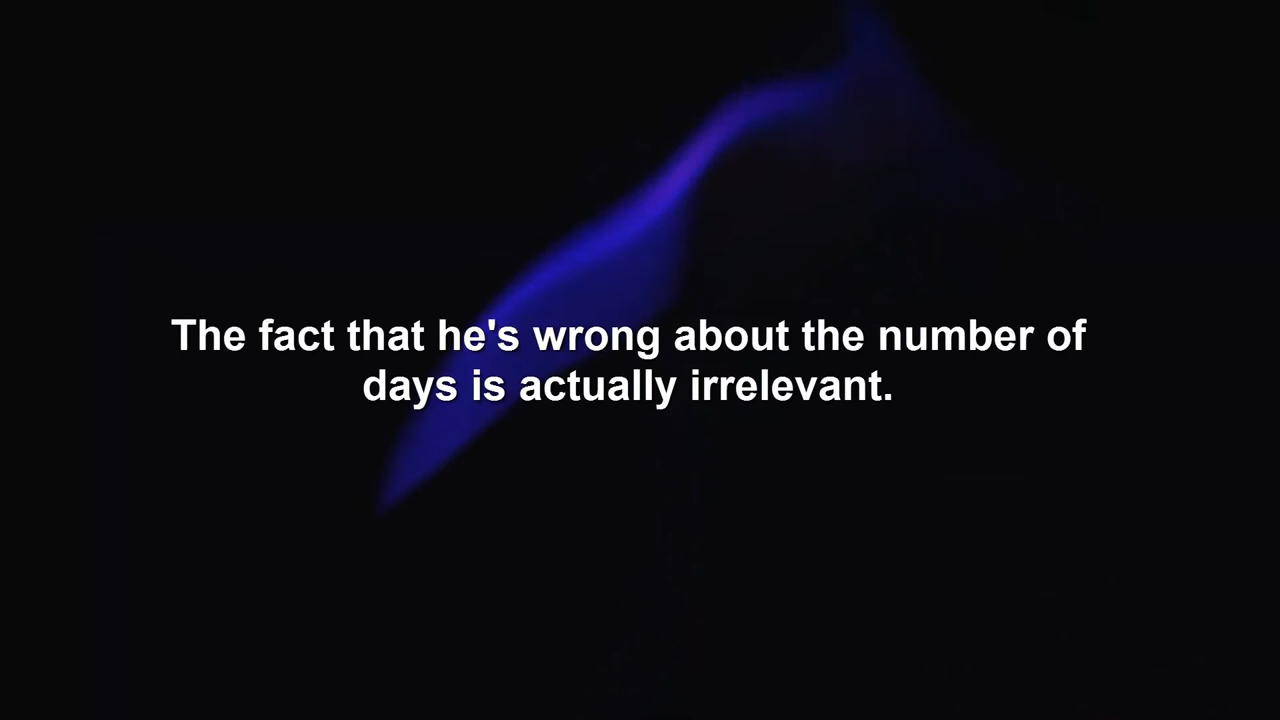 The fact that he's wrong about the number of
days is actually irrelevant.